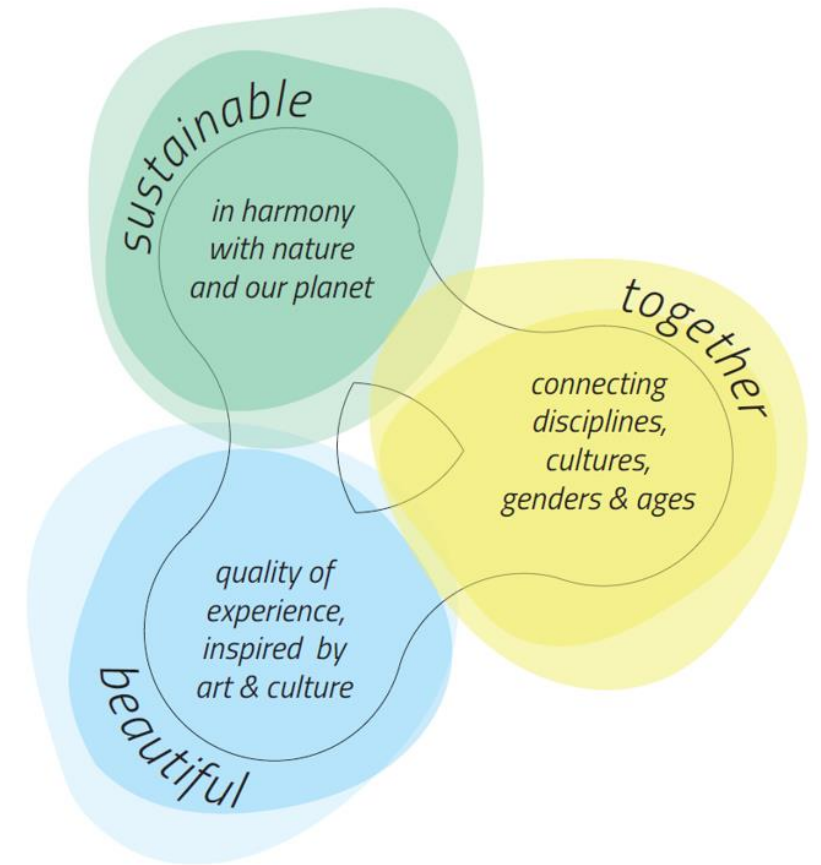 sustainable
in harmony
with nature
and our planet
together
connecting
disciplines,
cultures,
genders & ages
quality of
experience,
inspired by
art & culture
beautiful